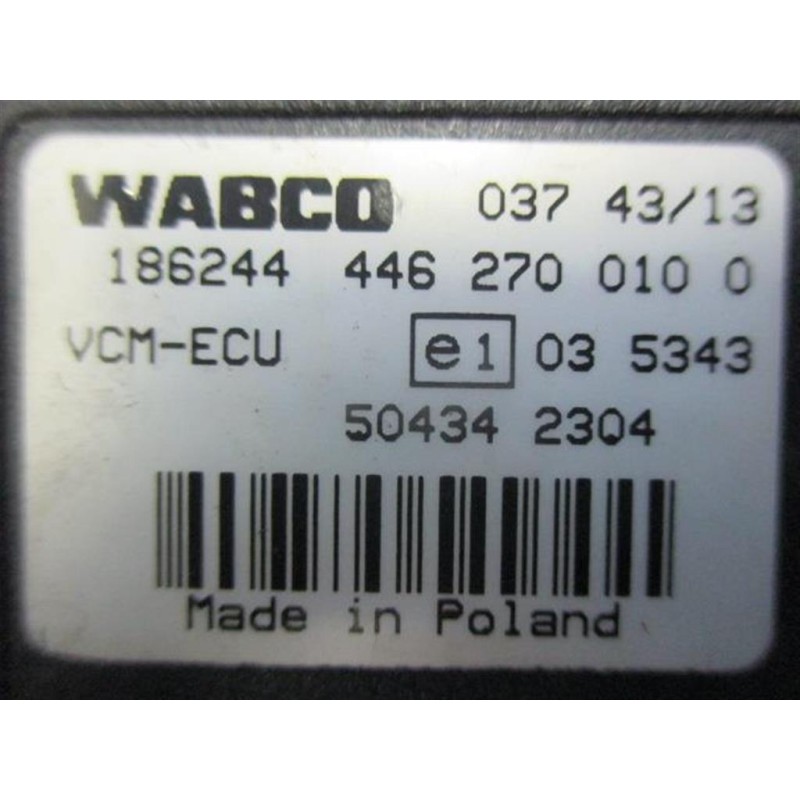 WABCO 037 43/13
186244 446 270 010 0
VCM-ECU e1 03 5343
50434 2304
Made in Poland